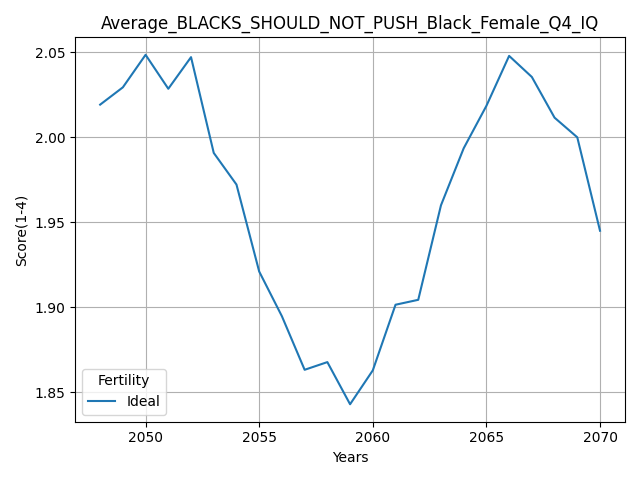 Average_BLACKS_SHOULD_NOT_PUSH_Black_Female_Q4_IQ
2.05
2.00
1.95
1.90
1.85
Score(1-4)
Fertility
Ideal
2050 2055 2060 2065 2070
Years